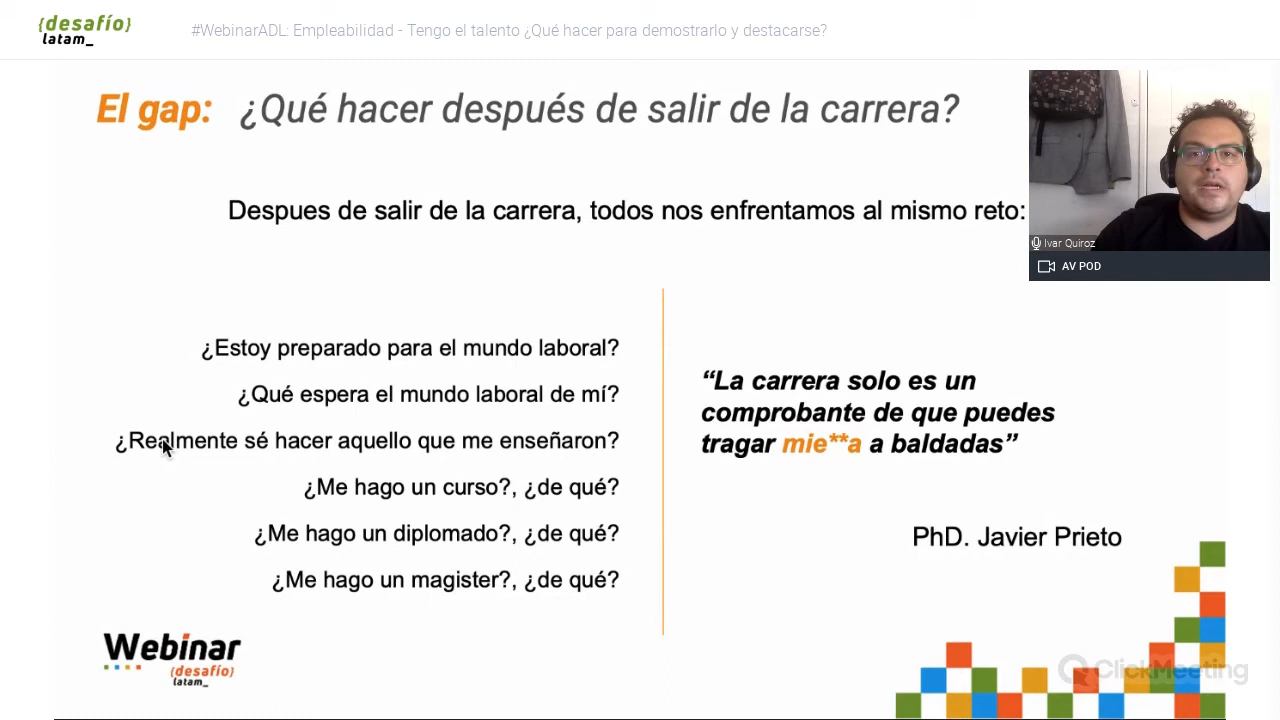 {desafío}
latam_
#WebinarADL: Empleabilidad - Tengo el talento ¿Qué hacer para demostrarlo y destacarse?
El gap: ¿Qué hacer después de salir de la carrera?
Despues de salir de la carrera, todos nos enfrentamos al mismo reto:
Ivar Quiroz
AV POD
¿Estoy preparado para el mundo laboral?
¿Qué espera el mundo laboral de mí?
¿Realmente sé hacer aquello que me enseñaron?
¿Me hago un curso?, ¿de qué?
¿Me hago un diplomado?, ¿de qué?
¿Me hago un magister?, ¿de qué?
“La carrera solo es un
comprobante de que puedes
tragar mie**a a baldadas”
PhD. Javier Prieto
Webinar
{desafío}
latam_
ClickMeeting